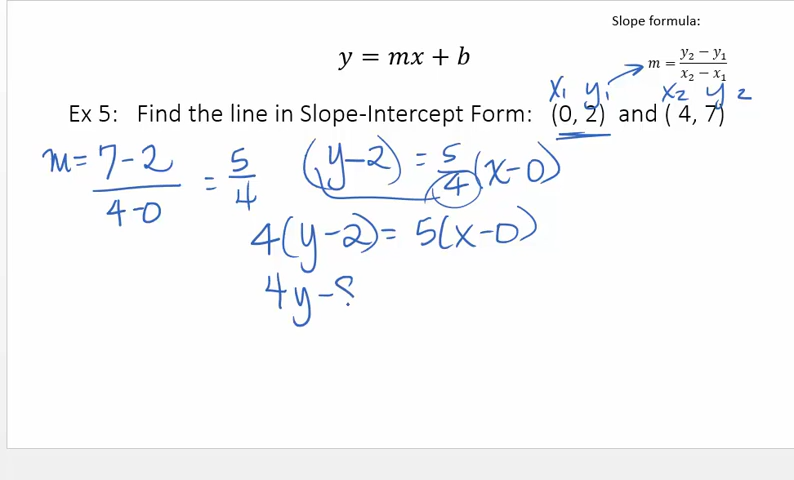 Slope formula:
y = mx + b
m = (y₂ − y₁)/(x₂ − x₁)
x₁ y₁ x₂ y₂
Ex 5: Find the line in Slope-Intercept Form: (0, 2) and ( 4, 7)
m = (7-2)/(4-0) = 5/4 (y-2) = 5/4 (x-0)
4(y-2) = 5(x-0)
4y-8